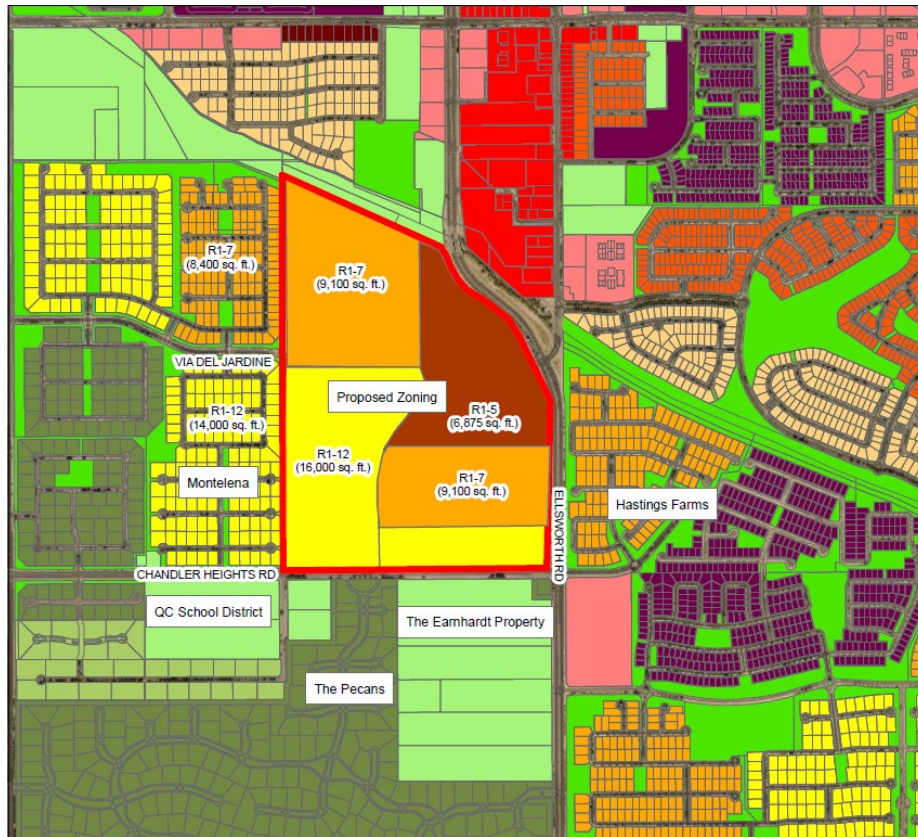 R1-7
(8,400 sq. ft.)
R1-7
(9,100 sq. ft.)
VIA DEL JARDINE
Proposed Zoning
R1-12
(14,000 sq. ft.)
R1-5
(6,875 sq. ft.)
R1-12
(16,000 sq. ft.)
Montelena
R1-7
(9,100 sq. ft.)
Hastings Farms
ELLSWORTH RD
CHANDLER HEIGHTS RD
QC School District
The Earnhardt Property
The Pecans